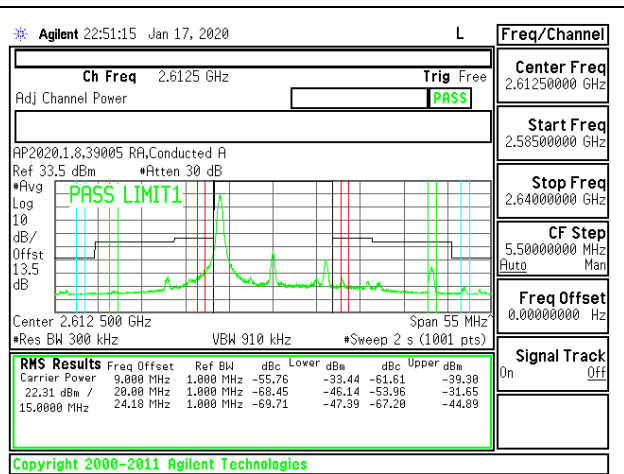 Agilent 22:51:15 Jan 17, 2020 L
Ch Freq 2.6125 GHz Trig Free
Adj Channel Power PASS
AP2020.1.8,39005 RA,Conducted A
Ref 33.5 dBm #Atten 30 dB
#Avg
Log
10
dB/
Offst
13.5
dB
PASS LIMIT1
Center 2.612 500 GHz Span 55 MHz^
#Res BW 300 kHz VBW 910 kHz #Sweep 2 s (1001 pts)
RMS Results Freq Offset Ref BW dBc Lower dBm dBc Upper dBm
Carrier Power 9.000 MHz 1.000 MHz -55.76 -33.44 -61.61 -39.30
22.31 dBm / 20.00 MHz 1.000 MHz -68.45 -46.14 -53.96 -31.65
15.0000 MHz 24.18 MHz 1.000 MHz -69.71 -47.39 -67.20 -44.89
Copyright 2000-2011 Agilent Technologies
Freq/Channel
Center Freq
2.61250000 GHz
Start Freq
2.58500000 GHz
Stop Freq
2.64000000 GHz
CF Step
5.50000000 MHz
Auto Man
Freq Offset
0.00000000 Hz
Signal Track
On Off